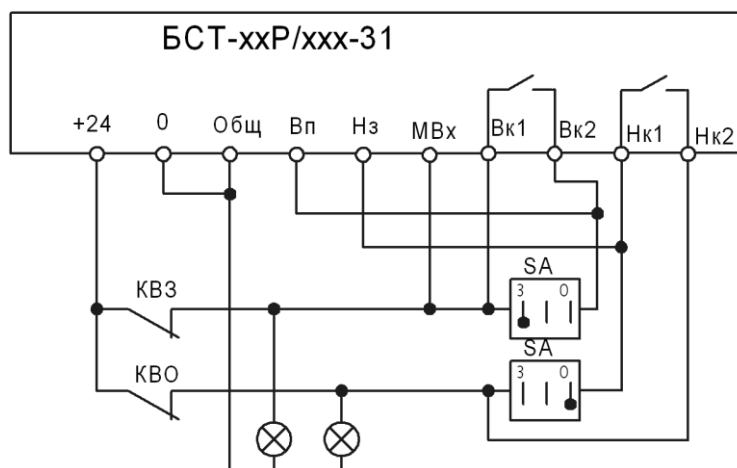 БСТ-ххР/ххх-31
+24 0 Общ Вп Нз МВх Вк1 Вк2 Нк1 Нк2
SA
3 0
КВЗ
SA
3 0
КВО